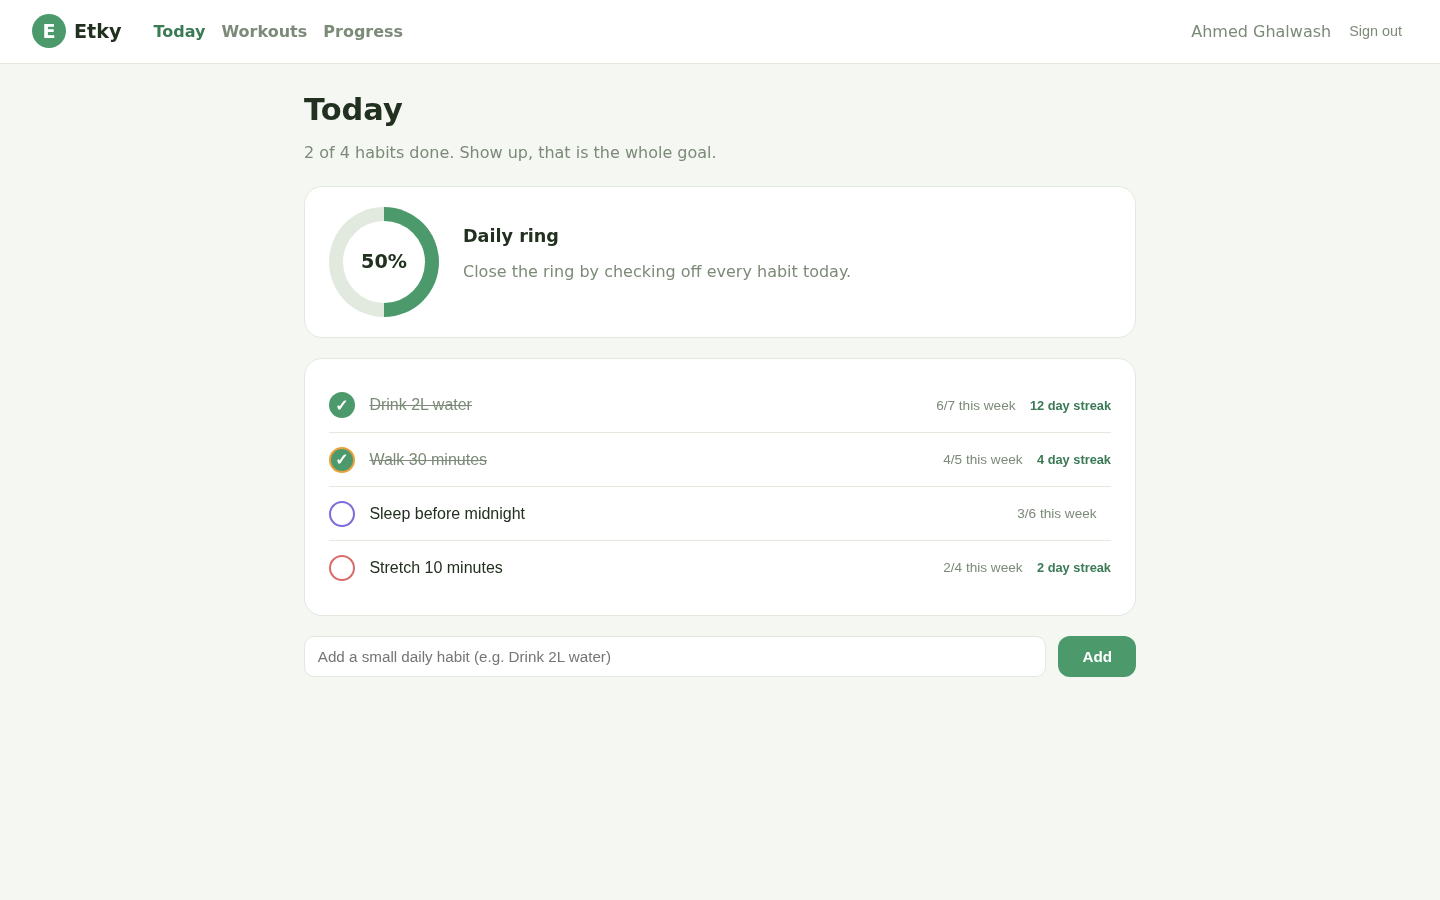 E Etky Today Workouts Progress Ahmed Ghalwash Sign out
Today
2 of 4 habits done. Show up, that is the whole goal.
50%
Daily ring
Close the ring by checking off every habit today.
✓ Drink 2L water 6/7 this week 12 day streak
✓ Walk 30 minutes 4/5 this week 4 day streak
Sleep before midnight 3/6 this week
Stretch 10 minutes 2/4 this week 2 day streak
Add a small daily habit (e.g. Drink 2L water) Add